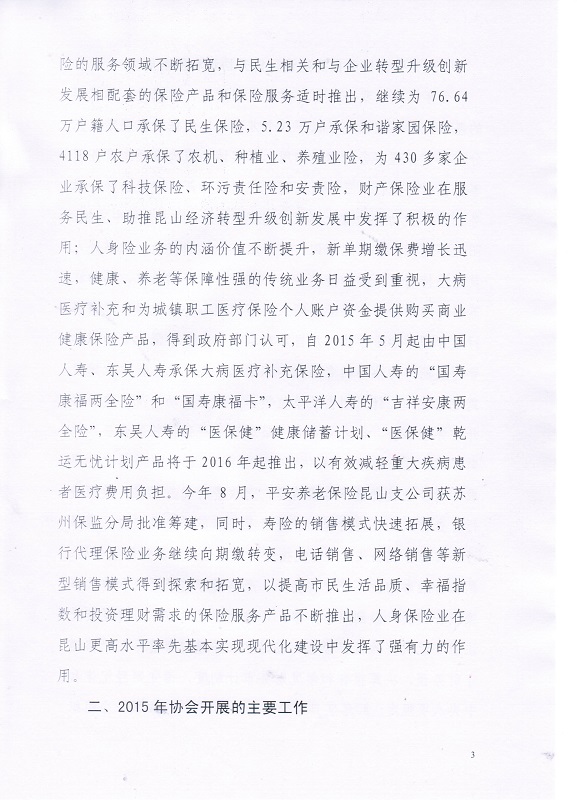 险的服务领域不断拓宽，与民生相关和与企业转型升级创新
发展相配套的保险产品和保险服务适时推出，继续为 76.64
万户籍人口承保了民生保险，5.23 万户承保和谐家园保险，
4118 户农户承保了农机、种植业、养殖业险，为 430 多家企
业承保了科技保险、环污责任险和安责险，财产保险业在服
务民生、助推昆山经济转型升级创新发展中发挥了积极的作
用；人身险业务的内涵价值不断提升，新单期缴保费增长迅
速，健康、养老等保障性强的传统业务日益受到重视，大病
医疗补充和为城镇职工医疗保险个人账户资金提供购买商业
健康保险产品，得到政府部门认可，自 2015 年 5 月起由中国
人寿、东吴人寿承保大病医疗补充保险，中国人寿的“国寿
康福两全险”和“国寿康福卡”，太平洋人寿的“吉祥安康两
全险”，东吴人寿的“医保健”健康储蓄计划、“医保健”乾
运无忧计划产品将于 2016 年起推出，以有效减轻重大疾病患
者医疗费用负担。今年 8 月，平安养老保险昆山支公司获苏
州保监分局批准筹建，同时，寿险的销售模式快速拓展，银
行代理保险业务继续向期缴转变，电话销售、网络销售等新
型销售模式得到探索和拓宽，以提高市民生活品质、幸福指
数和投资理财需求的保险服务产品不断推出，人身保险业在
昆山更高水平率先基本实现现代化建设中发挥了强有力的作
用。
二、2015 年协会开展的主要工作
3